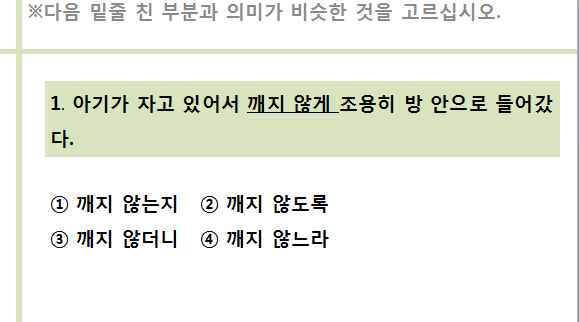 ※다음 밑줄 친 부분과 의미가 비슷한 것을 고르십시오.
1. 아기가 자고 있어서 깨지 않게 조용히 방 안으로 들어갔
다.
① 깨지 않는지 ② 깨지 않도록
③ 깨지 않더니 ④ 깨지 않느라